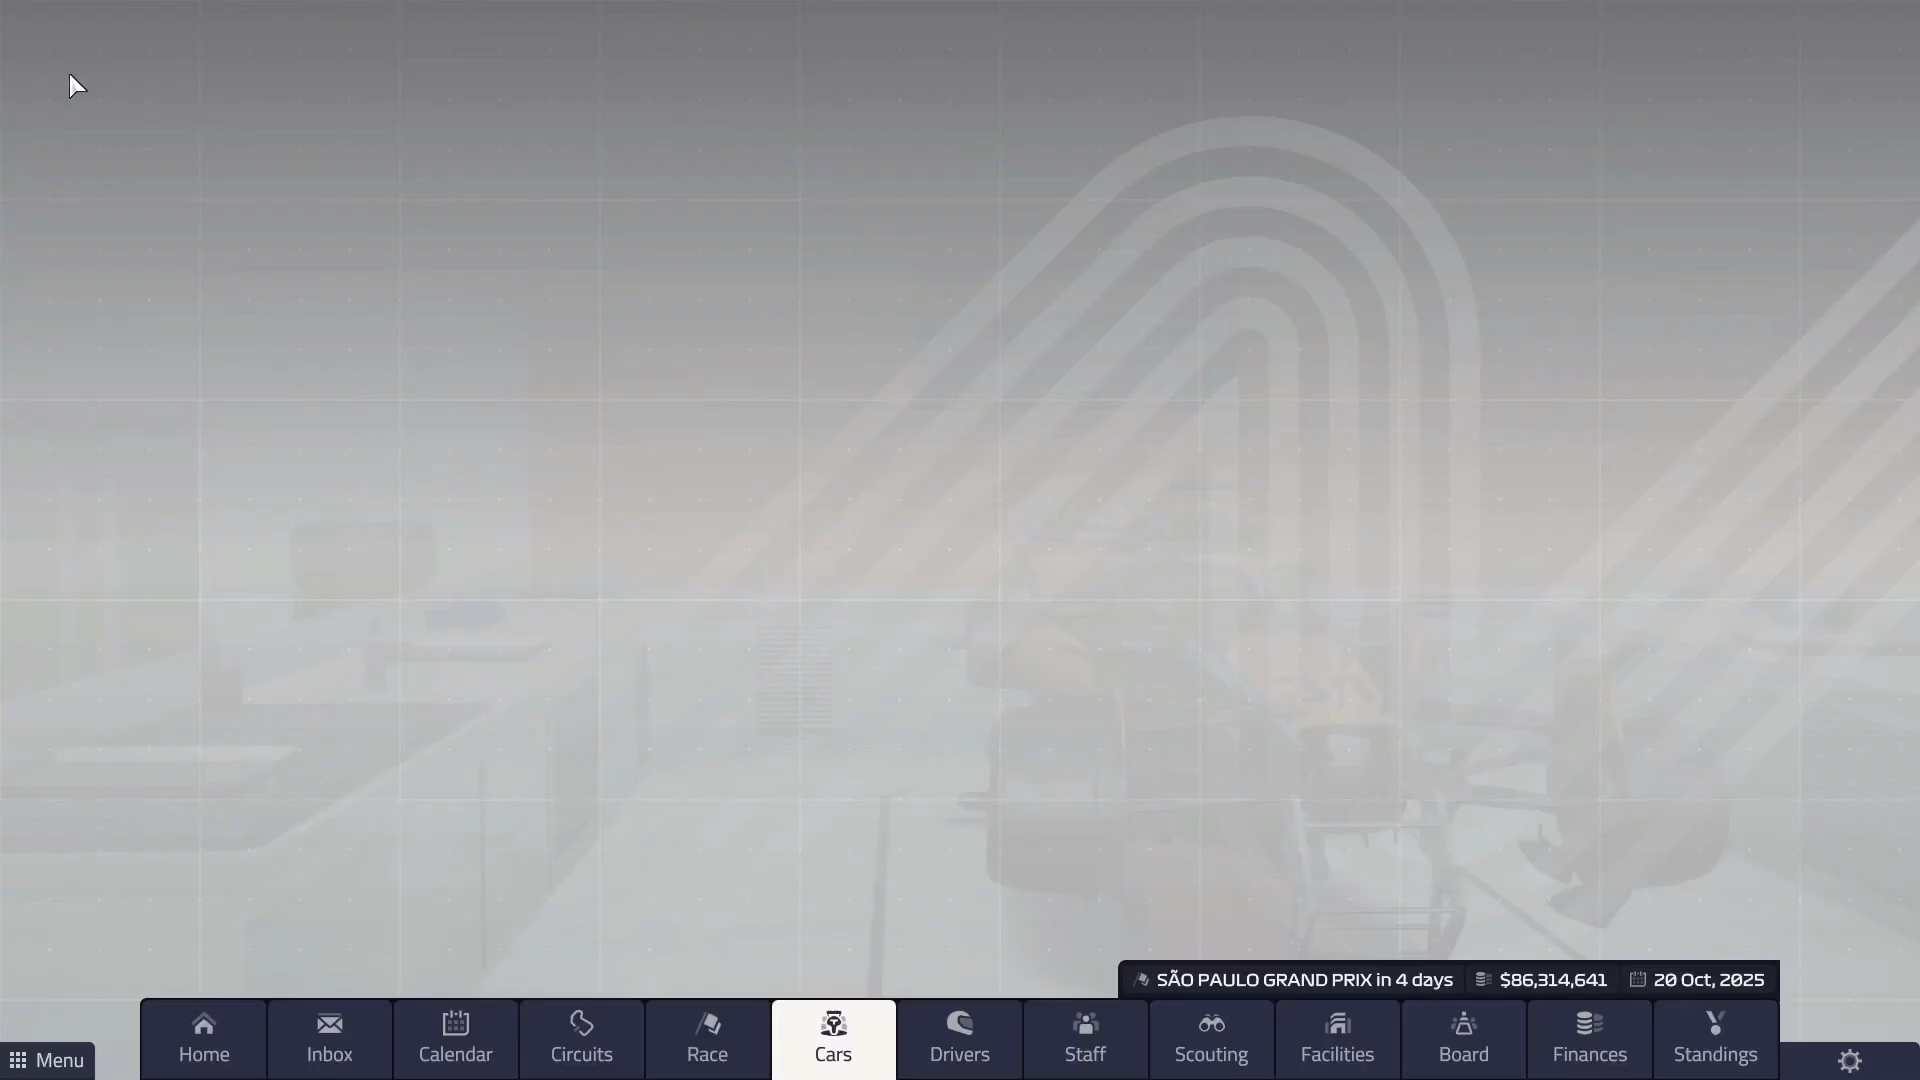 SÃO PAULO GRAND PRIX in 4 days $86,314,641 20 Oct, 2025
Menu Home Inbox Calendar Circuits Race Cars Drivers Staff Scouting Facilities Board Finances Standings